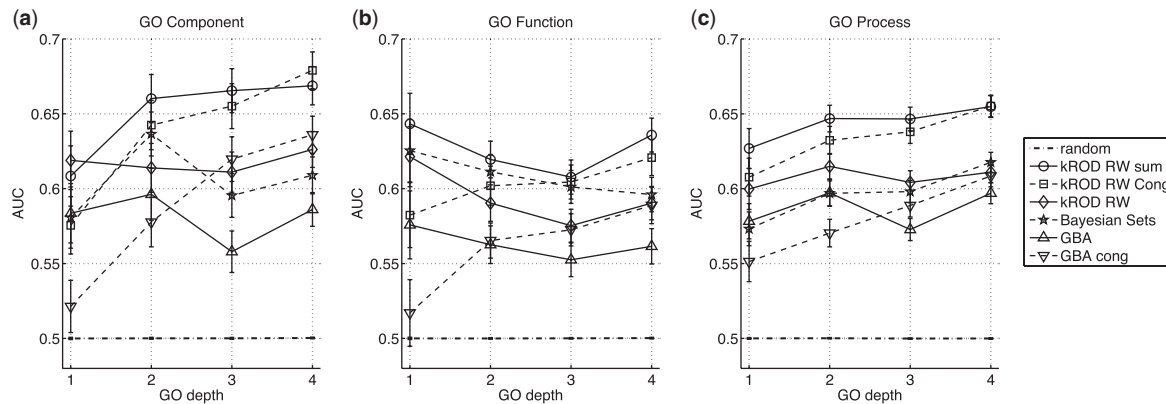 (a)
GO Component
0.7
0.65
0.6
0.55
0.5
AUC
1 2 3 4
GO depth
(b)
GO Function
0.7
0.65
0.6
0.55
0.5
AUC
1 2 3 4
GO depth
(c)
GO Process
0.7
0.65
0.6
0.55
0.5
AUC
1 2 3 4
GO depth
random
kROD RW sum
kROD RW Cong
kROD RW
Bayesian Sets
GBA
GBA cong